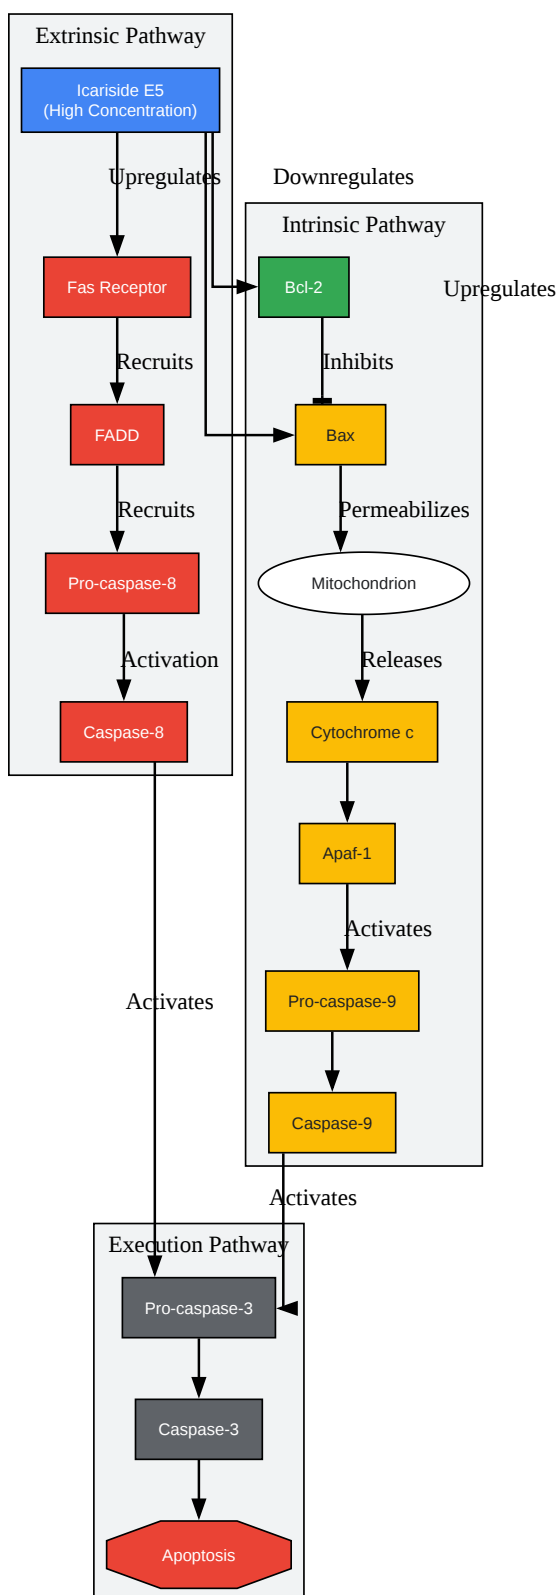 Extrinsic Pathway
Icariside E5
(High Concentration)
Upregulates
Downregulates
Intrinsic Pathway
Fas Receptor
Bcl-2
Upregulates
Recruits
Inhibits
FADD
Bax
Recruits
Permeabilizes
Pro-caspase-8
Mitochondrion
Activation
Releases
Caspase-8
Cytochrome c
Apaf-1
Activates
Pro-caspase-9
Activates
Caspase-9
Activates
Execution Pathway
Pro-caspase-3
Caspase-3
Apoptosis